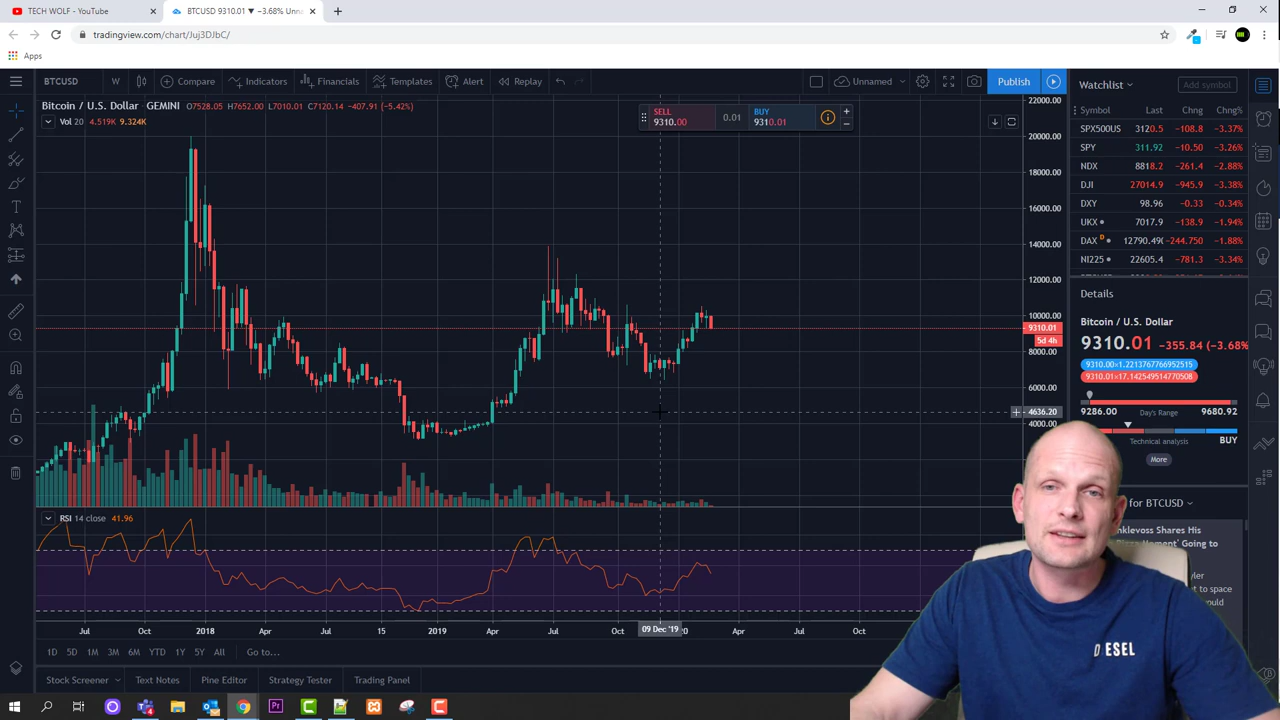 TECH WOLF - YouTube
BTCUSD 9310.01 ▼ −3.68% Unna
tradingview.com/chart/Juj3DJbC/
Apps
BTCUSD W Compare Indicators Financials Templates Alert Replay Unnamed Publish
Bitcoin / U.S. Dollar GEMINI O7528.05 H7652.00 L7010.01 C7120.14 −407.91 (−5.42%)
Vol 20 4.519K 9.324K
SELL
9310.00
0.01
BUY
9310.01
22000.00
20000.00
18000.00
16000.00
14000.00
12000.00
10000.00
9310.01
5d 4h
8000.00
6000.00
4636.20
4000.00
RSI 14 close 41.96
Jul Oct 2018 Apr Jul 15 2019 Apr Jul Oct 09 Dec '19 20 Apr Jul Oct
1D 5D 1M 3M 6M YTD 1Y 5Y All Go to...
Stock Screener Text Notes Pine Editor Strategy Tester Trading Panel
Watchlist Add symbol
Symbol Last Chng Chng
SPX500US 3120.5 −108.8 −3.37%
SPY 311.92 −10.50 −3.26%
NDX 8818.2 −261.4 −2.88%
DJI 27014.9 −945.9 −3.38%
DXY 98.96 −0.33 −0.34%
UKX 7017.9 −138.9 −1.94%
DAX D 12790.49 −244.750 −1.88%
NI225 22605.4 −781.3 −3.34%
Details
Bitcoin / U.S. Dollar
9310.01 −355.84 (−3.68%
9310.00×1.2213767766952515
9310.01×17.142549514770508
9286.00 Day's Range 9680.92
Technical analysis BUY
More
for BTCUSD
nklevoss Shares His
Going to
yler
et to space
ould
DIESEL